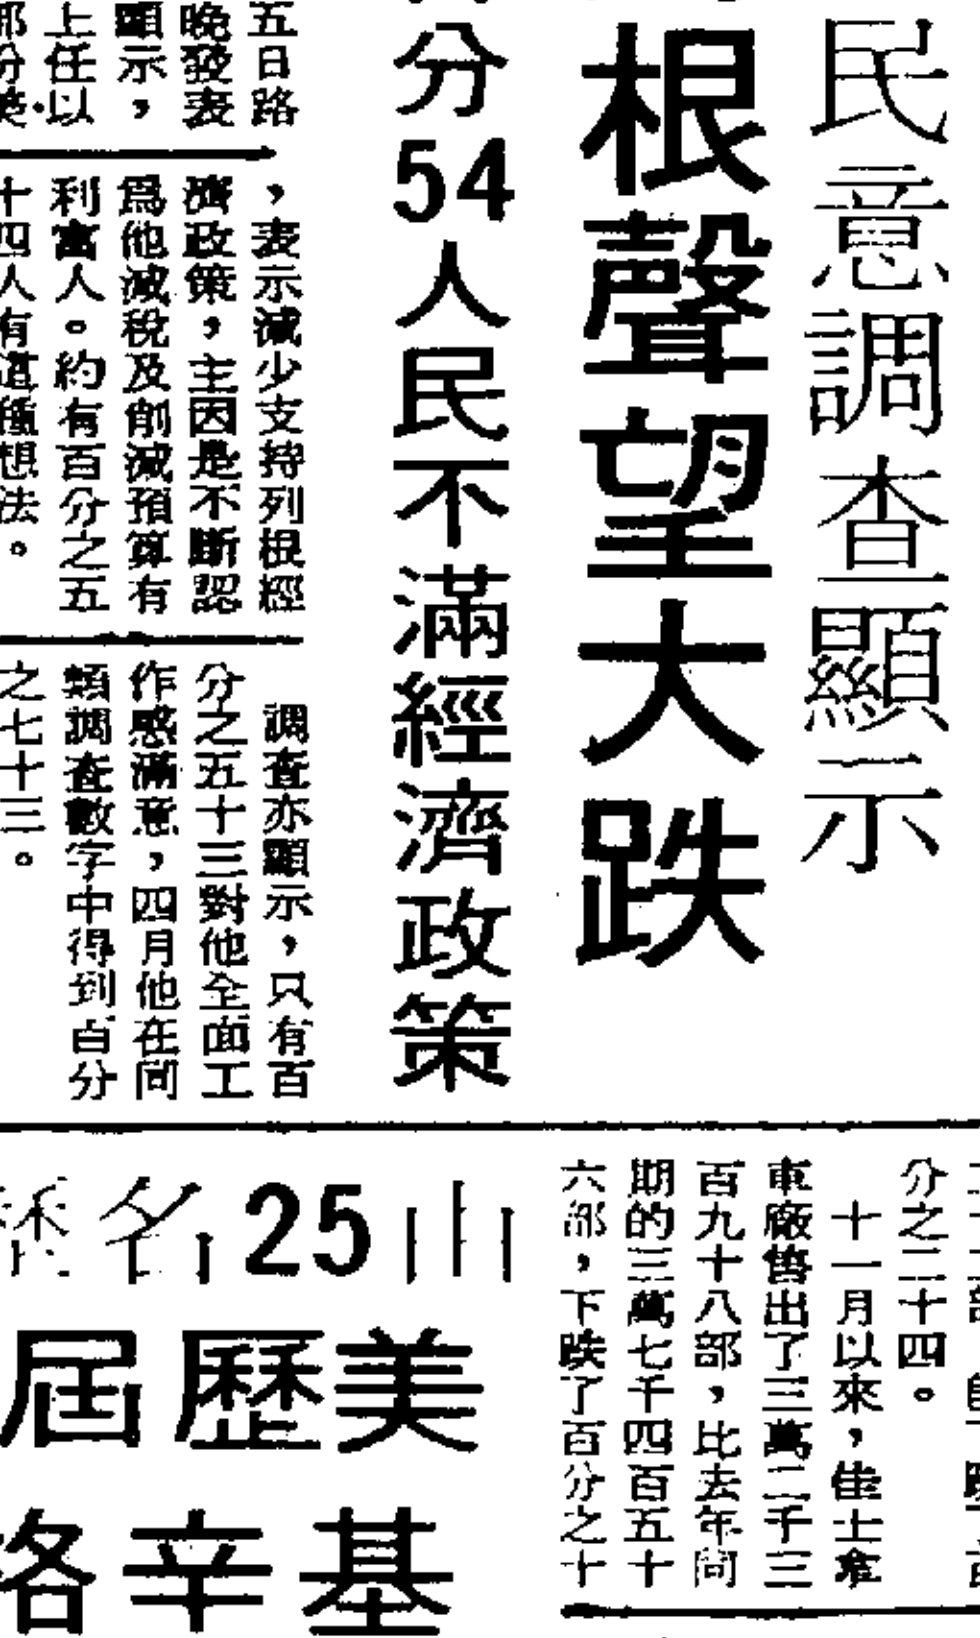 民意調查顯示
根聲望大跌
分54人民不滿經濟政策
五日路
晚發表
顯示，
上任以
，表示減少支持列根經
濟政策，主因是不斷認
爲他減稅及削減預算有
利富人。約有百分之五
十四人有這種想法。
調查亦顯示，只有百
分之五十三對他全面工
作感滿意，四月他在同
類調查數字中得到百分
之七十三。
分之二十四。
十一月以來，佳士拿
車廠售出了三萬二千三
百九十八部，比去年同
期的三萬七千四百五十
六部，下跌了百分之十
由25名
美歷屆
基辛格